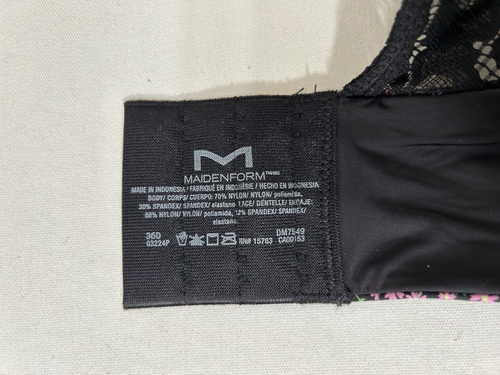 M
MAIDENFORM™MC
MADE IN INDONESIA / FABRIQUÉ EN INDONÉSIE / HECHO EN INDONESIA
BODY/ CORPS/ CUERPO: 70% NYLON/ NYLON/ poliamida,
30% SPANDEX/ SPANDEX/ elastano LACE/ DENTELLE/ ENCAJE:
88% NYLON/ NYLON/ poliamida, 12% SPANDEX/ SPANDEX/
elastano
36D DM7549
03224P RN# 15763 CA00153